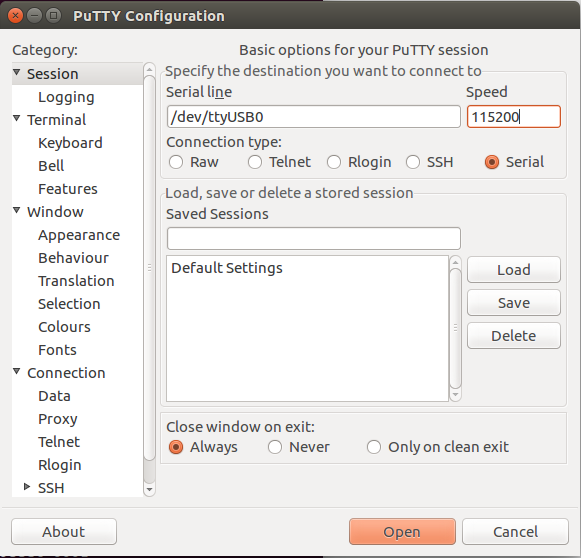 PuTTY Configuration
Category:
Session
Logging
Terminal
Keyboard
Bell
Features
Window
Appearance
Behaviour
Translation
Selection
Colours
Fonts
Connection
Data
Proxy
Telnet
Rlogin
SSH
Basic options for your PuTTY session
Specify the destination you want to connect to
Serial line Speed
/dev/ttyUSB0 115200
Connection type:
Raw Telnet Rlogin SSH Serial
Load, save or delete a stored session
Saved Sessions
Default Settings
Load
Save
Delete
Close window on exit:
Always Never Only on clean exit
About Open Cancel